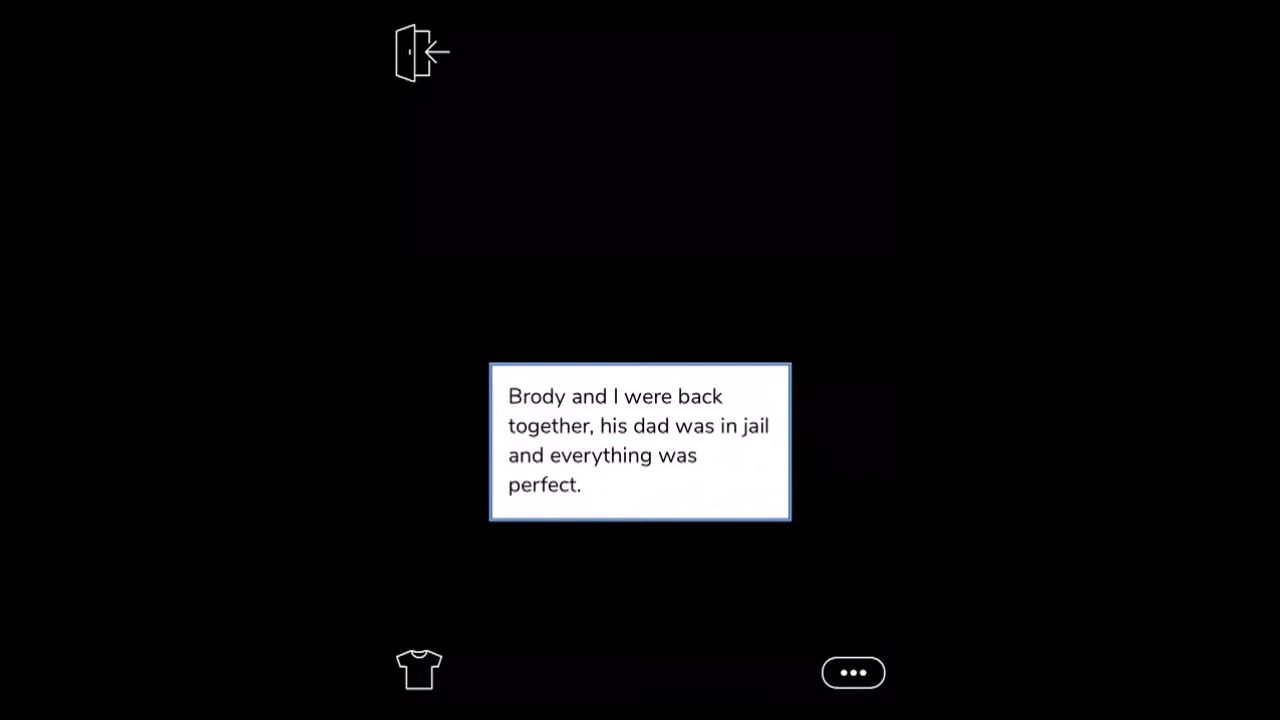 Brody and I were back
together, his dad was in jail
and everything was
perfect.